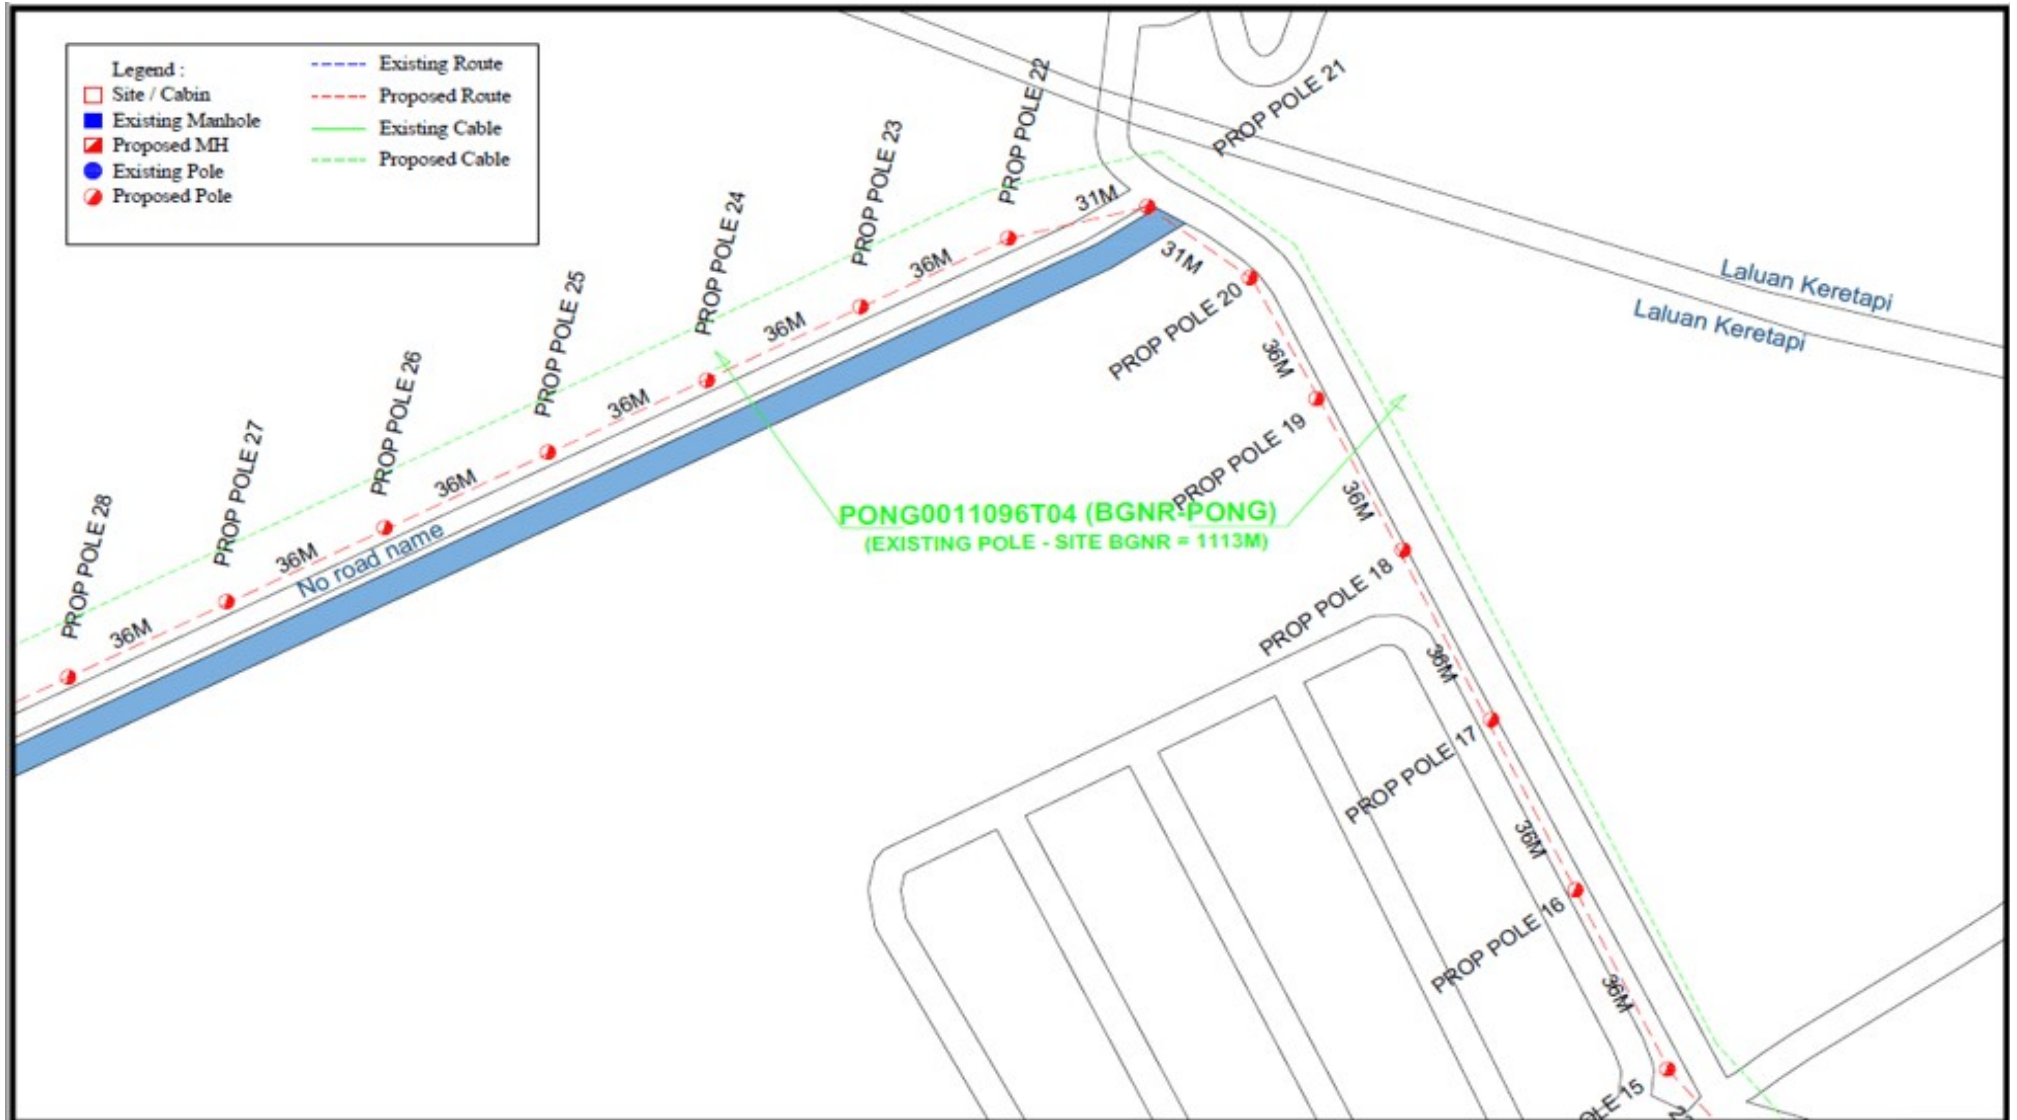 Legend :
Site / Cabin
Existing Manhole
Proposed MH
Existing Pole
Proposed Pole
Existing Route
Proposed Route
Existing Cable
Proposed Cable
PROP POLE 21
PROP POLE 22
PROP POLE 23
PROP POLE 24
PROP POLE 25
PROP POLE 26
PROP POLE 27
PROP POLE 28
31M
36M
36M
36M
36M
36M
36M
No road name
31M
PROP POLE 20
36M
PROP POLE 19
36M
PROP POLE 18
36M
PROP POLE 17
36M
PROP POLE 16
36M
OLE 15
Laluan Keretapi
Laluan Keretapi
PONG0011096T04 (BGNR-PONG)
(EXISTING POLE - SITE BGNR = 1113M)